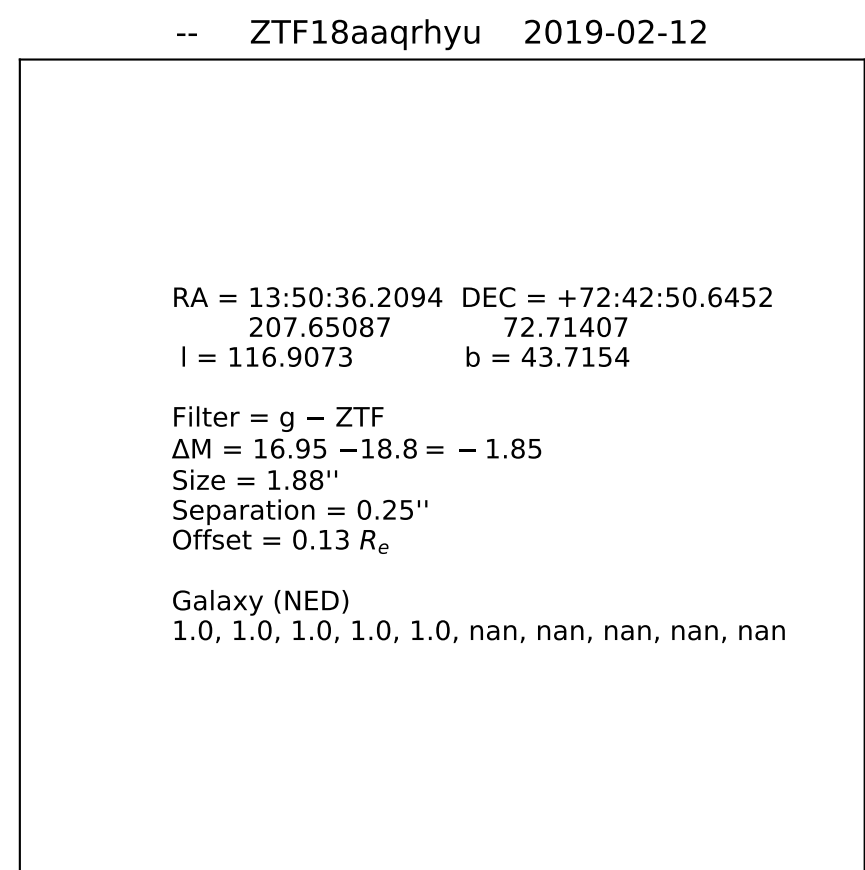 -- ZTF18aaqrhyu 2019-02-12
RA = 13:50:36.2094 DEC = +72:42:50.6452
207.65087 72.71407
l = 116.9073 b = 43.7154
Filter = g − ZTF
ΔM = 16.95 −18.8 = − 1.85
Size = 1.88''
Separation = 0.25''
Offset = 0.13 Re
Galaxy (NED)
1.0, 1.0, 1.0, 1.0, 1.0, nan, nan, nan, nan, nan